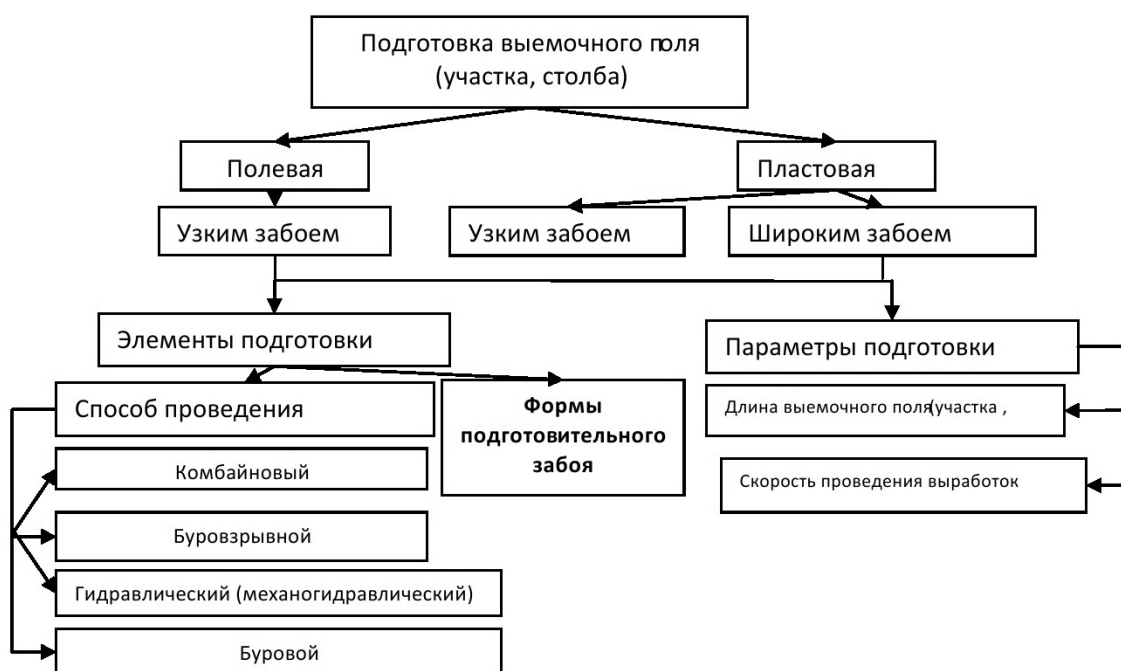 Подготовка выемочного поля
(участка, столба)
Полевая
Пластовая
Узким забоем
Узким забоем
Широким забоем
Элементы подготовки
Параметры подготовки
Способ проведения
Формы
подготовительного
забоя
Длина выемочного поля(участка ,
Комбайновый
Скорость проведения выработок
Буровзрывной
Гидравлический (механогидравлический)
Буровой